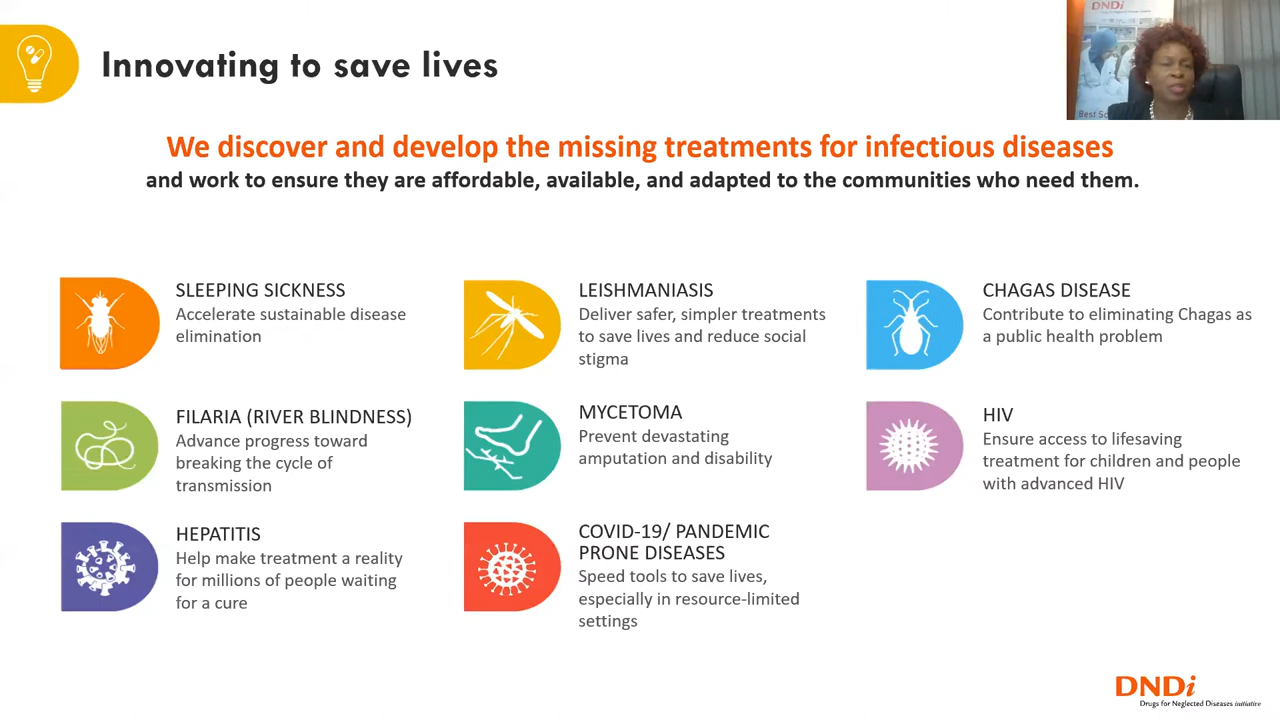 Innovating to save lives
DNDi
We discover and develop the missing treatments for infectious diseases
and work to ensure they are affordable, available, and adapted to the communities who need them.
SLEEPING SICKNESS
Accelerate sustainable disease
elimination
LEISHMANIASIS
Deliver safer, simpler treatments
to save lives and reduce social
stigma
CHAGAS DISEASE
Contribute to eliminating Chagas as
a public health problem
FILARIA (RIVER BLINDNESS)
Advance progress toward
breaking the cycle of
transmission
MYCETOMA
Prevent devastating
amputation and disability
HIV
Ensure access to lifesaving
treatment for children and people
with advanced HIV
HEPATITIS
Help make treatment a reality
for millions of people waiting
for a cure
COVID-19/ PANDEMIC
PRONE DISEASES
Speed tools to save lives,
especially in resource-limited
settings
DNDi
Drugs for Neglected Diseases initiative